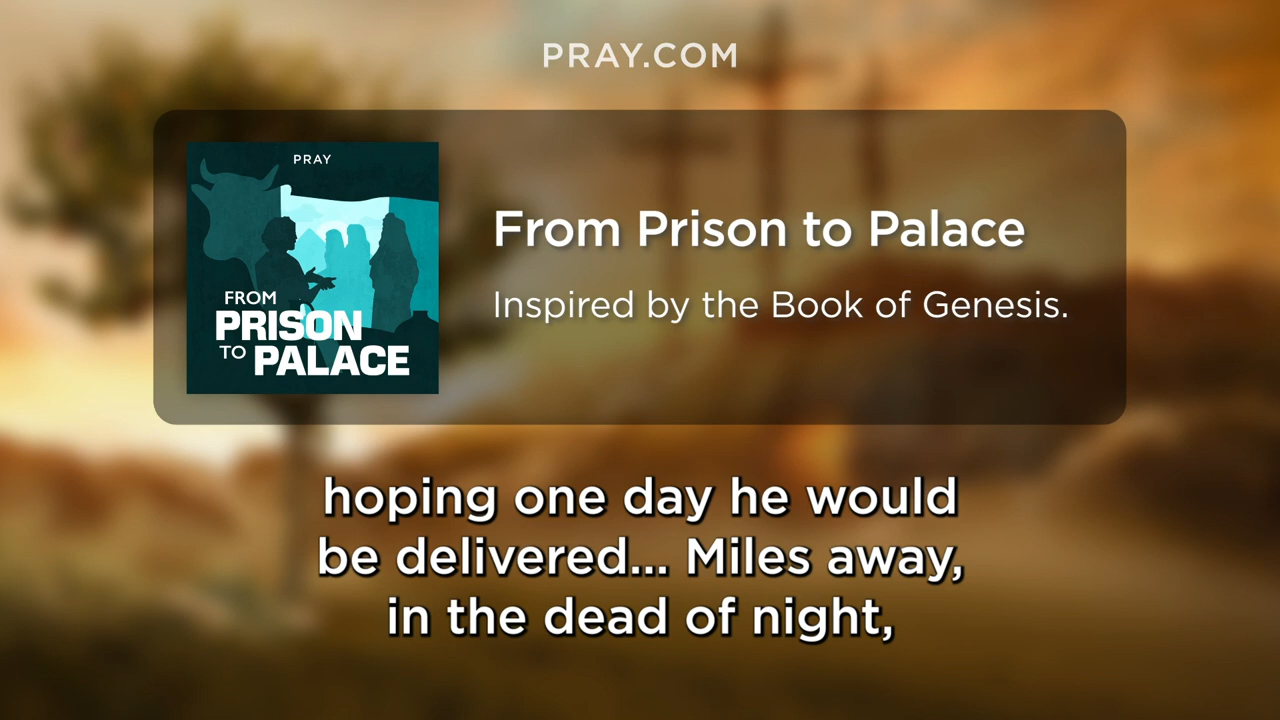 PRAY.COM
PRAY
FROM
PRISON
TO PALACE
From Prison to Palace
Inspired by the Book of Genesis.
hoping one day he would
be delivered... Miles away,
in the dead of night,